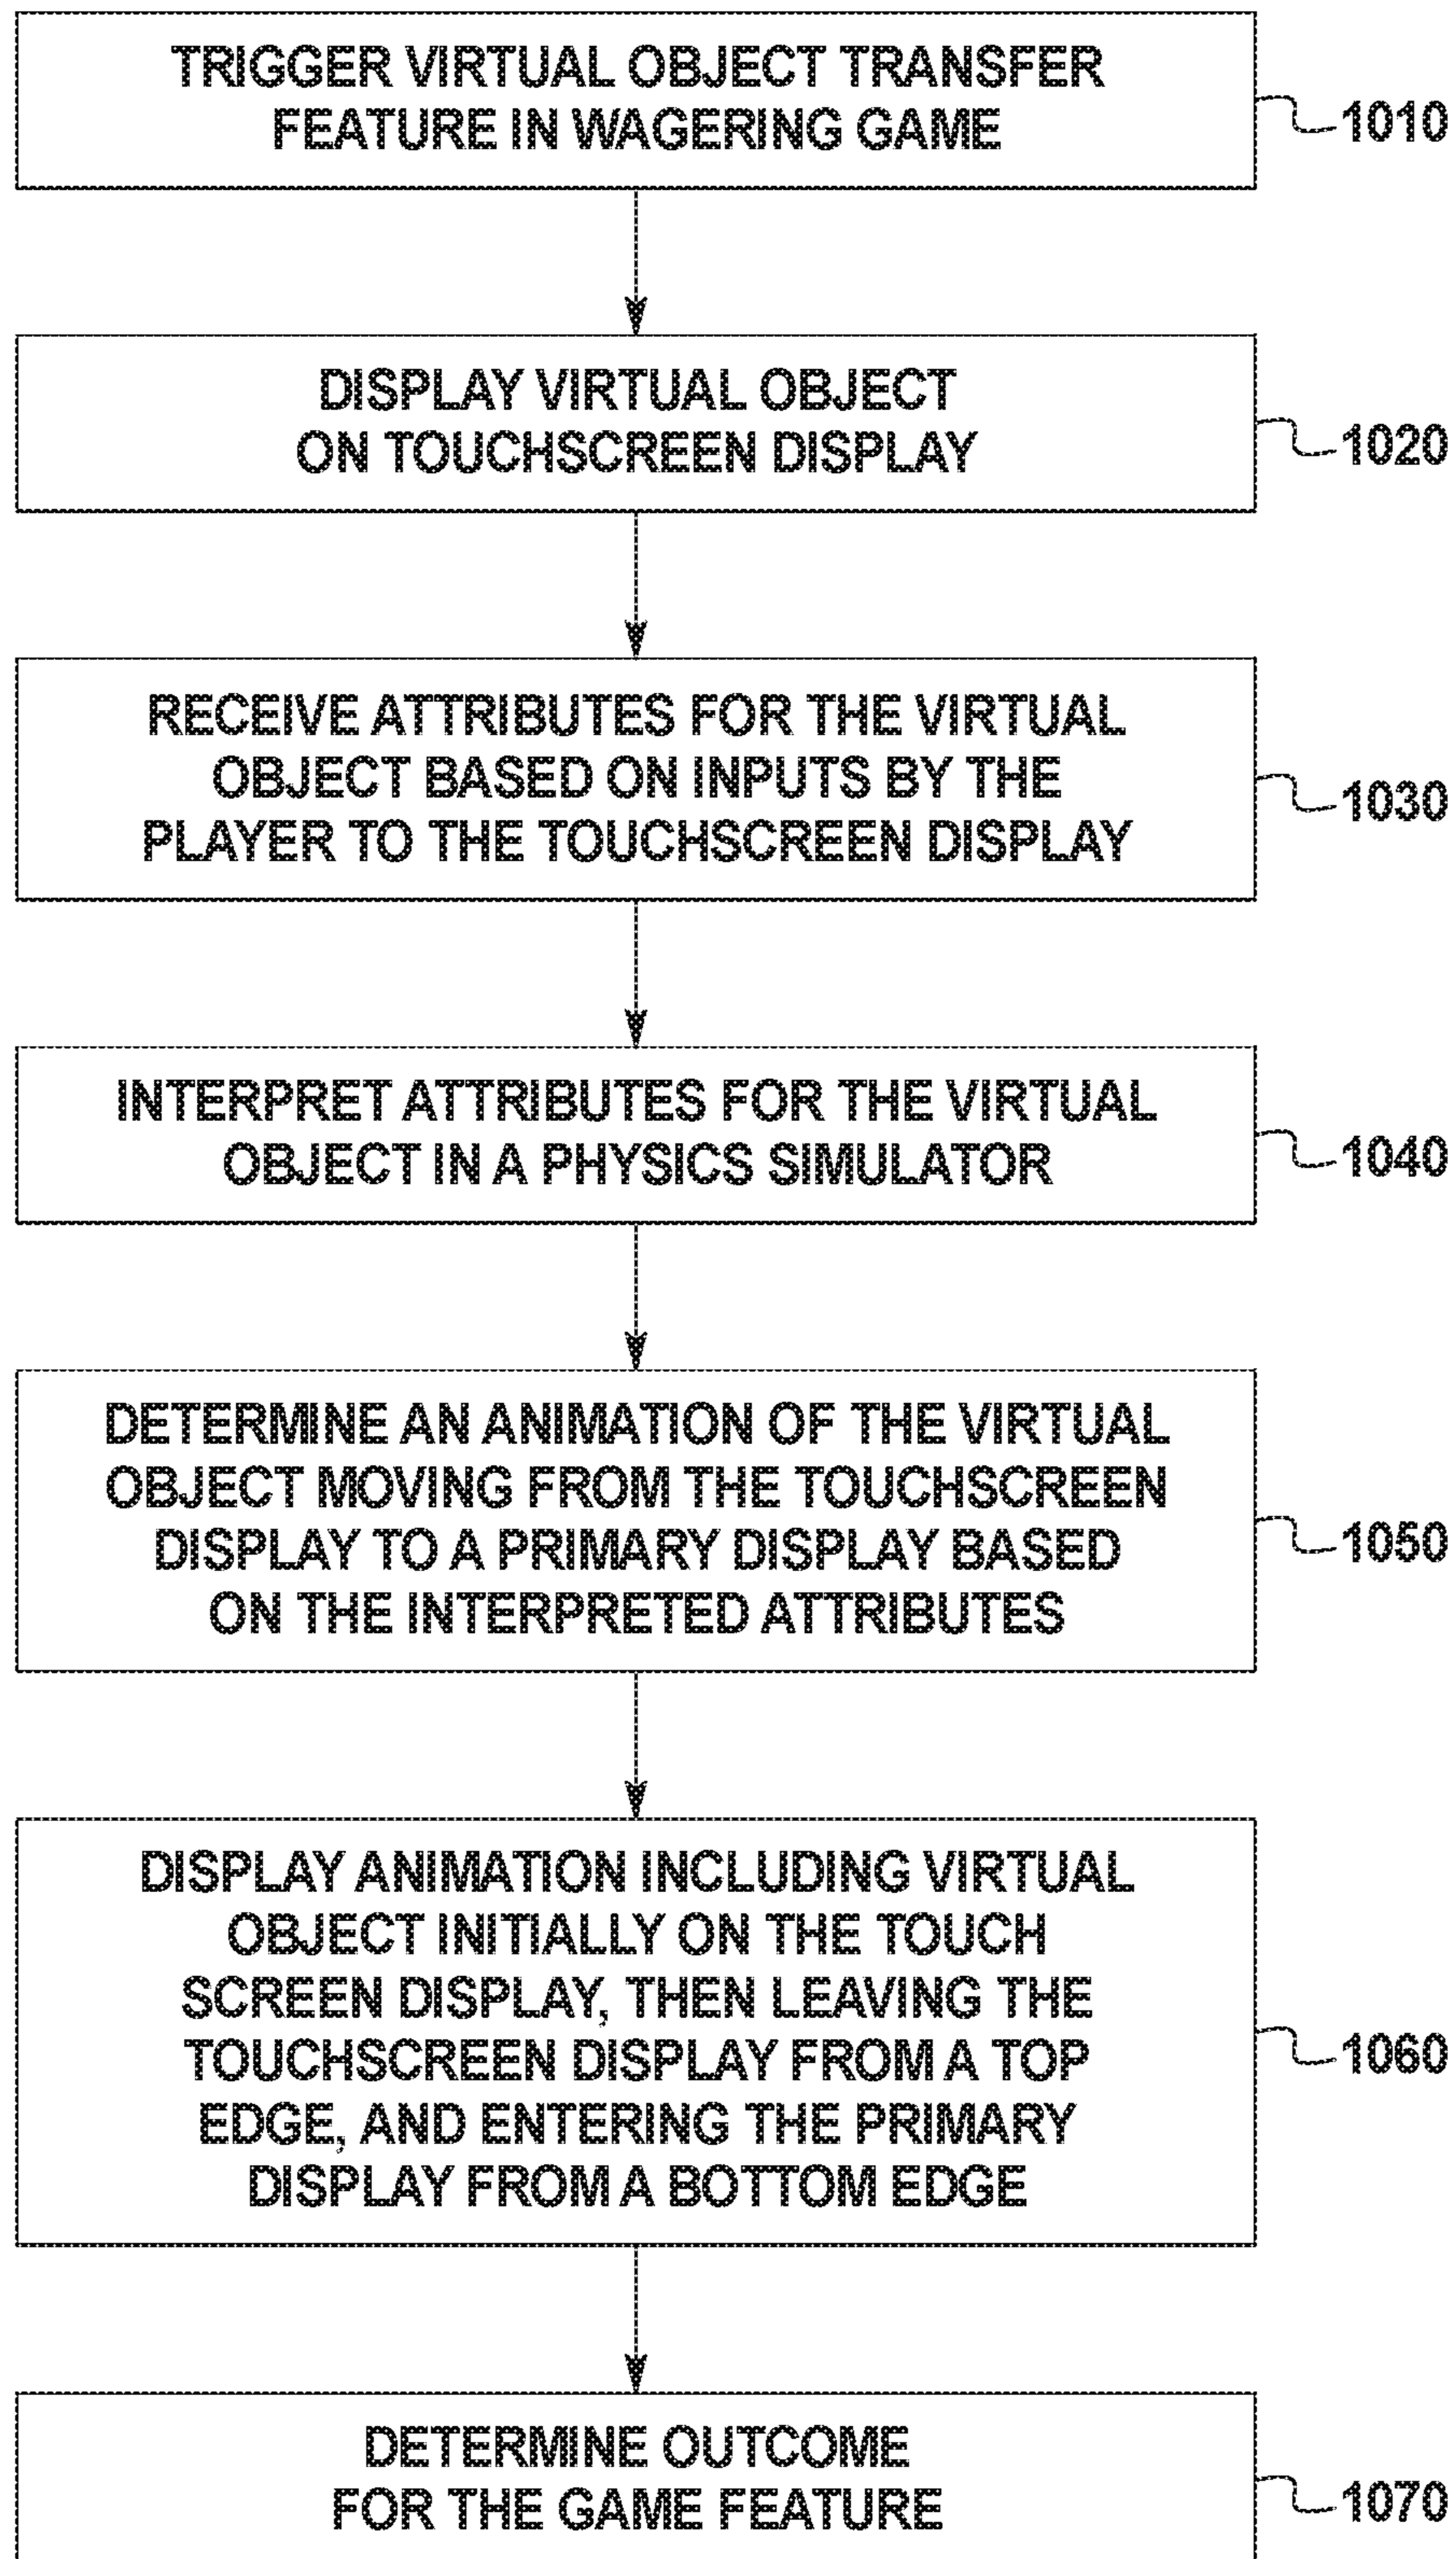 TRIGGER VIRTUAL OBJECT TRANSFER
FEATURE IN WAGERING GAME
1010
DISPLAY VIRTUAL OBJECT
ON TOUCHSCREEN DISPLAY
1020
RECEIVE ATTRIBUTES FOR THE VIRTUAL
OBJECT BASED ON INPUTS BY THE
PLAYER TO THE TOUCHSCREEN DISPLAY
1030
INTERPRET ATTRIBUTES FOR THE VIRTUAL
OBJECT IN A PHYSICS SIMULATOR
1040
DETERMINE AN ANIMATION OF THE VIRTUAL
OBJECT MOVING FROM THE TOUCHSCREEN
DISPLAY TO A PRIMARY DISPLAY BASED
ON THE INTERPRETED ATTRIBUTES
1050
DISPLAY ANIMATION INCLUDING VIRTUAL
OBJECT INITIALLY ON THE TOUCH
SCREEN DISPLAY, THEN LEAVING THE
TOUCHSCREEN DISPLAY FROM A TOP
EDGE, AND ENTERING THE PRIMARY
DISPLAY FROM A BOTTOM EDGE
1060
DETERMINE OUTCOME
FOR THE GAME FEATURE
1070